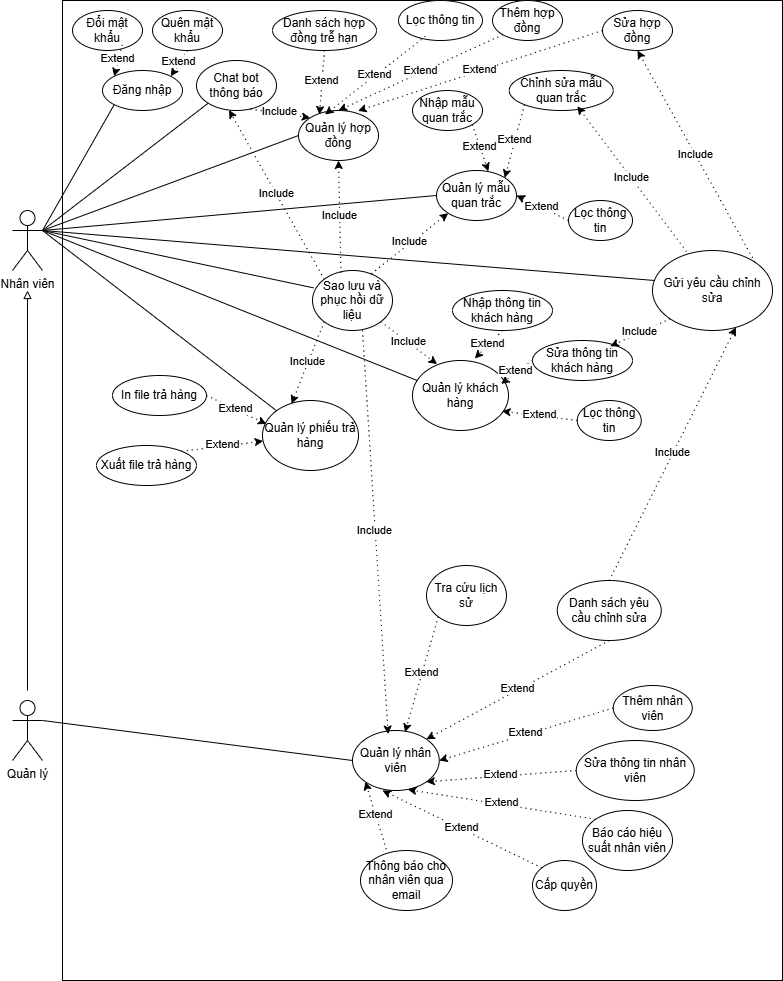 Đổi mật
khẩu
Quên mật
khẩu
Danh sách hợp
đồng trễ hạn
Lọc thông tin
Thêm hợp
đồng
Sửa hợp
đồng
Extend
Extend
Đăng nhập
Chat bot
thông báo
Extend
Extend
Extend
Extend
Include
Quản lý hợp
đồng
Nhập mẫu
quan trắc
Chỉnh sửa mẫu
quan trắc
Extend
Extend
Include
Include
Include
Quản lý mẫu
quan trắc
Extend
Lọc thông
tin
Include
Include
Nhân viên
Sao lưu và
phục hồi dữ
liệu
Gửi yêu cầu chỉnh
sửa
Nhập thông tin
khách hàng
Include
Include
Extend
Sửa thông tin
khách hàng
Include
Extend
In file trả hàng
Quản lý khách
hàng
Extend
Extend
Lọc thông
tin
Quản lý phiếu trả
hàng
Extend
Xuất file trả hàng
Include
Include
Tra cứu lịch
sử
Danh sách yêu
cầu chỉnh sửa
Extend
Extend
Thêm nhân
viên
Extend
Quản lý
Quản lý nhân
viên
Sửa thông tin nhân
viên
Extend
Extend
Extend
Extend
Báo cáo hiệu
suất nhân viên
Thông báo cho
nhân viên qua
email
Cấp quyền